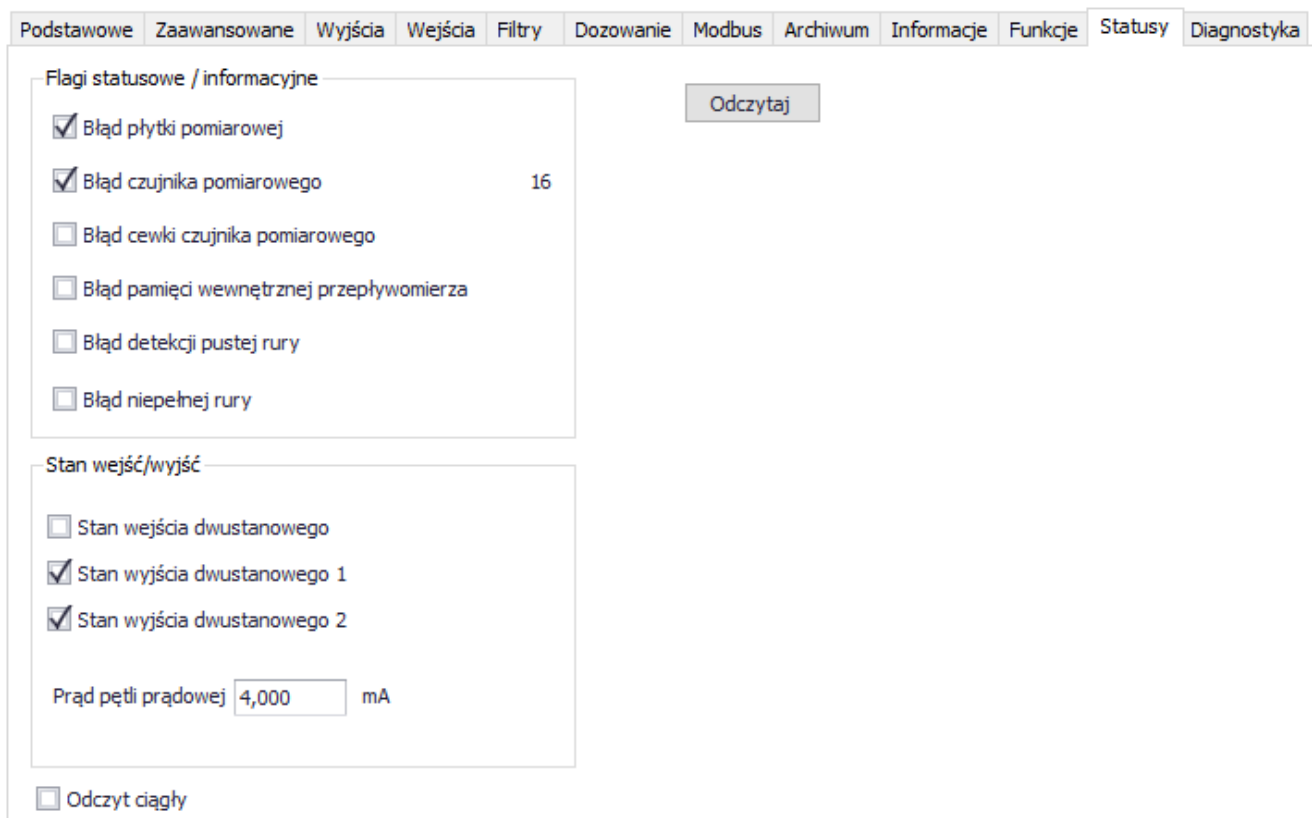 Podstawowe Zaawansowane Wyjścia Wejścia Filtry Dozowanie Modbus Archiwum Informacje Funkcje Statusy Diagnostyka
Flagi statusowe / informacyjne
Odczytaj
Błąd płytki pomiarowej
Błąd czujnika pomiarowego 16
Błąd cewki czujnika pomiarowego
Błąd pamięci wewnętrznej przepływomierza
Błąd detekcji pustej rury
Błąd niepełnej rury
Stan wejść/wyjść
Stan wejścia dwustanowego
Stan wyjścia dwustanowego 1
Stan wyjścia dwustanowego 2
Prąd pętli prądowej 4,000 mA
Odczyt ciągły